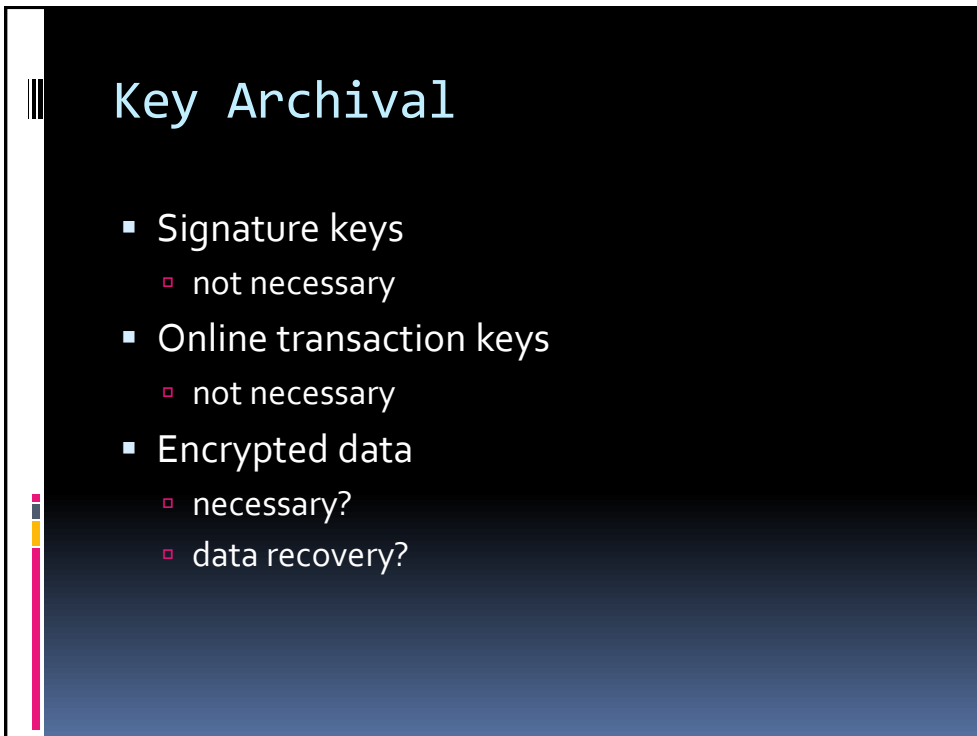 Key Archival
Signature keys
not necessary
Online transaction keys
not necessary
Encrypted data
necessary?
data recovery?